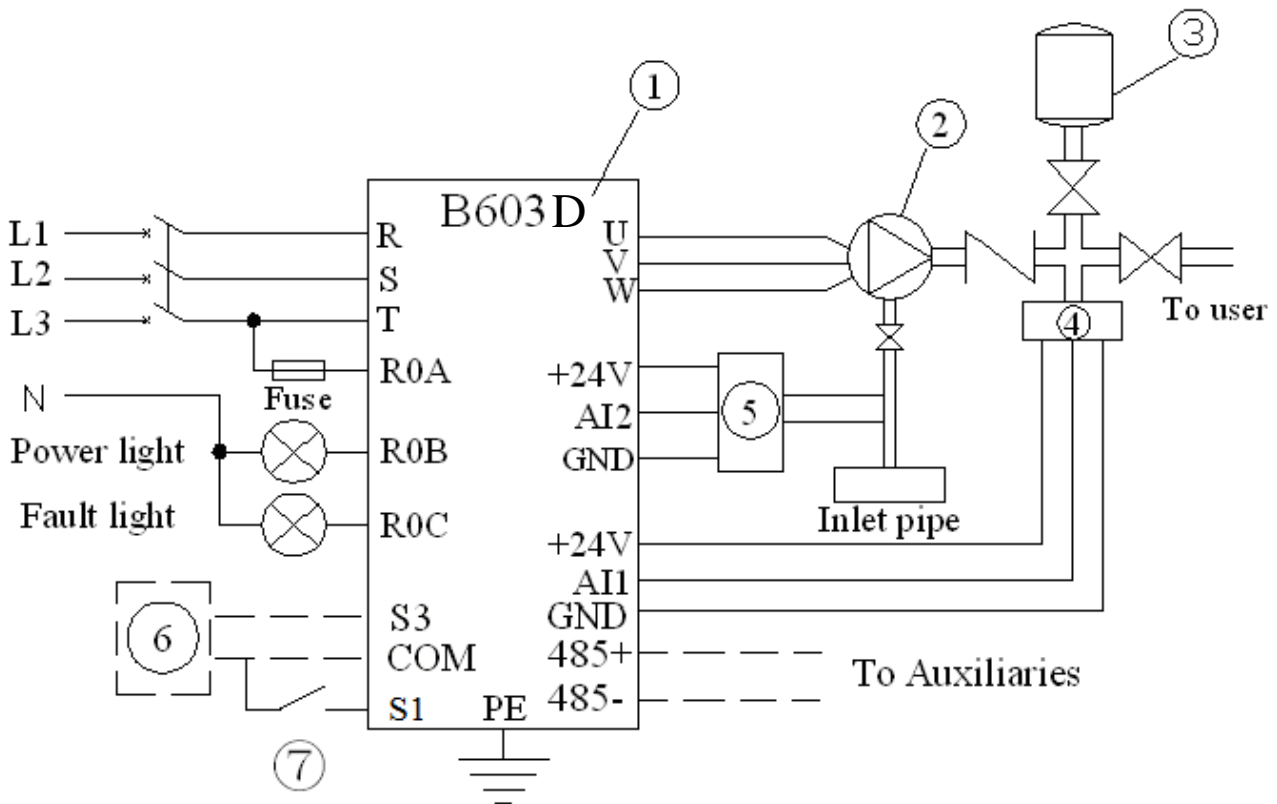 ③
①
②
B603D
L1
R
U
L2
S
V
L3
T
W
④
To user
R0A
+24V
Fuse
N
AI2
⑤
Power light
R0B
GND
Inlet pipe
Fault light
R0C
+24V
AI1
S3
GND
⑥
COM
485+
To Auxiliaries
S1
PE
485-
⑦